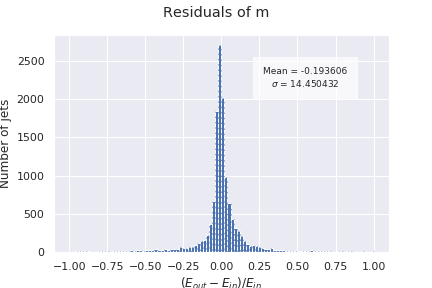 Residuals of m
Number of jets
2500
2000
1500
1000
500
0
Mean = -0.193606
σ = 14.450432
−1.00 −0.75 −0.50 −0.25 0.00 0.25 0.50 0.75 1.00
(E_out − E_in)/E_in